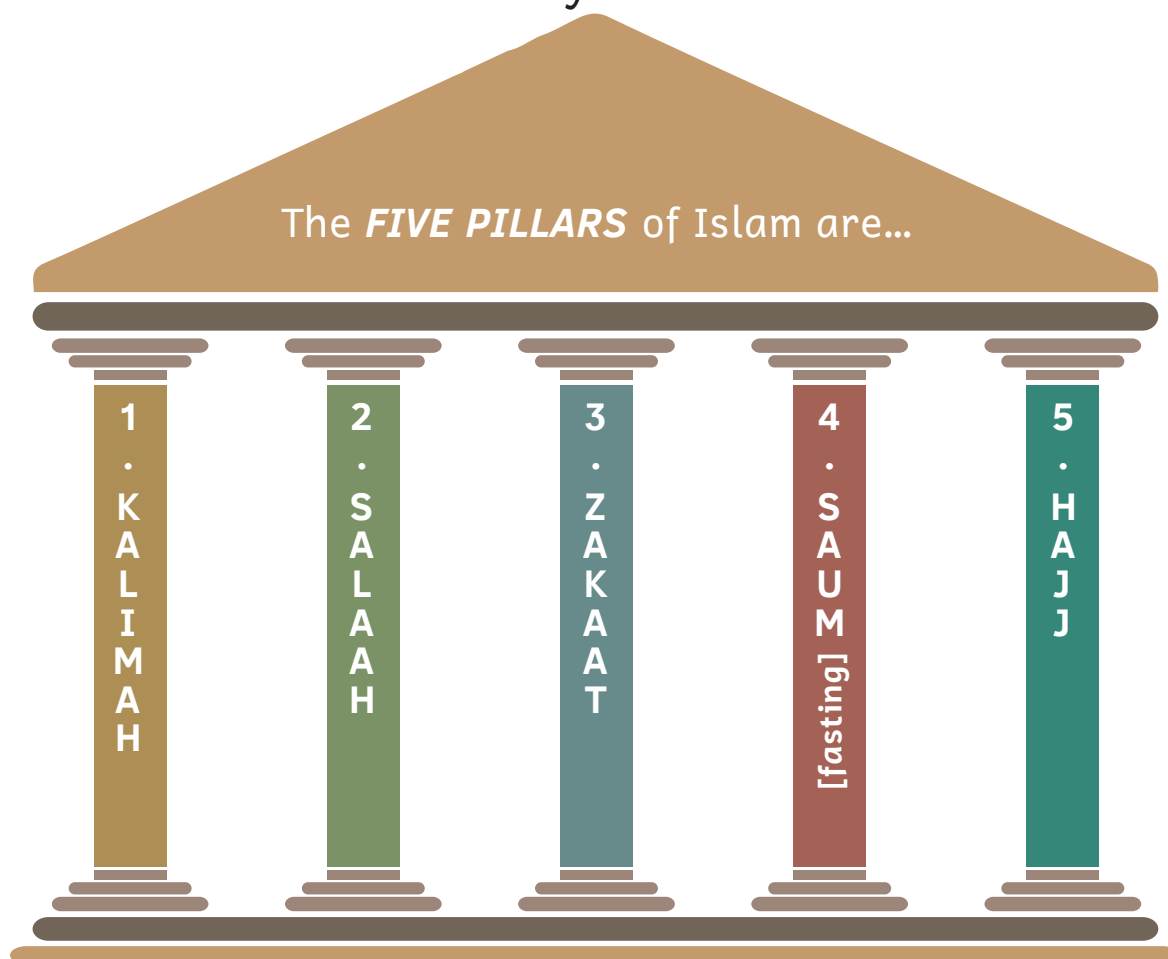 The FIVE PILLARS of Islam are...
1. KALIMAH
2. SALAAH
3. ZAKAAT
4. SAUM [fasting]
5. HAJJ